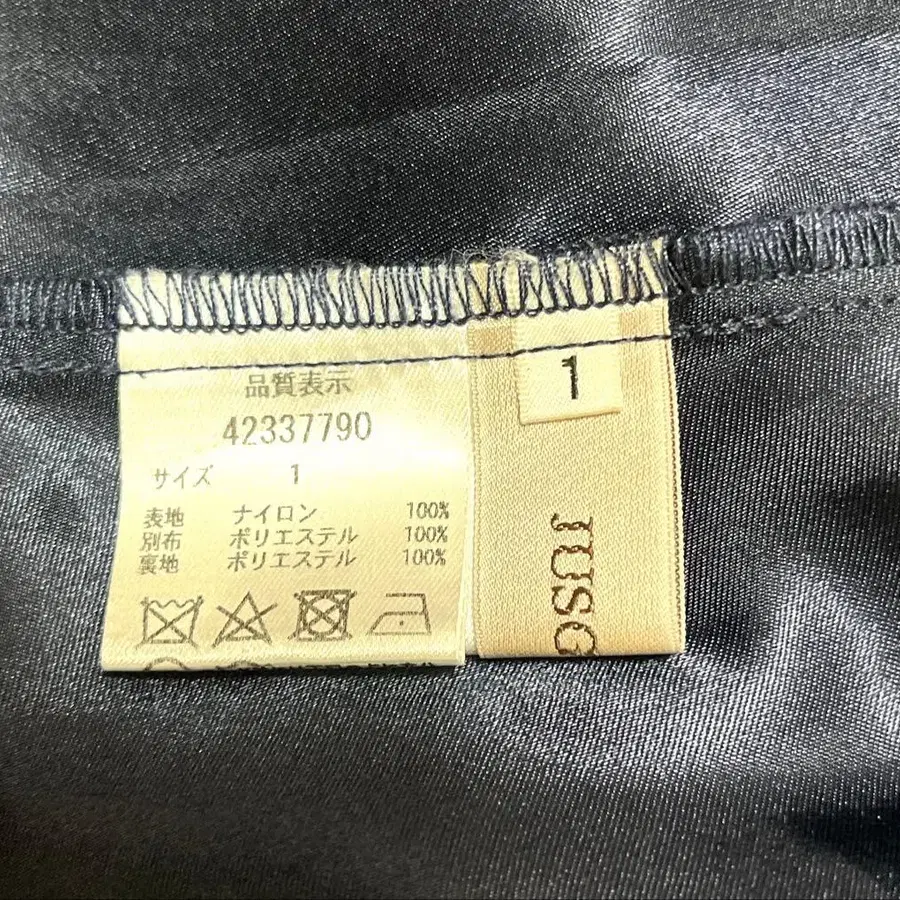 品質表示
42337790
サイズ 1
表地 ナイロン 100%
別布 ポリエステル 100%
裏地 ポリエステル 100%
1